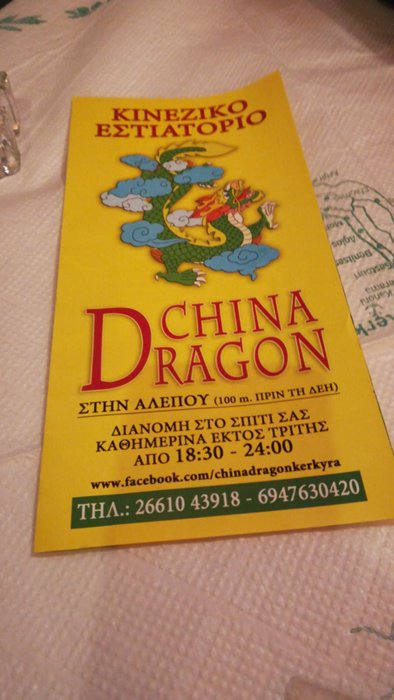 ΚΙΝΕΖΙΚΟ
ΕΣΤΙΑΤΟΡΙΟ
CHINA
DRAGON
ΣΤΗΝ ΑΛΕΠΟΥ (100 m. ΠΡΙΝ ΤΗ ΔΕΗ)
ΔΙΑΝΟΜΗ ΣΤΟ ΣΠΙΤΙ ΣΑΣ
ΚΑΘΗΜΕΡΙΝΑ ΕΚΤΟΣ ΤΡΙΤΗΣ
ΑΠΟ 18:30 - 24:00
www.facebook.com/chinadragonkerkyra
ΤΗΛ.: 26610 43918 - 6947630420